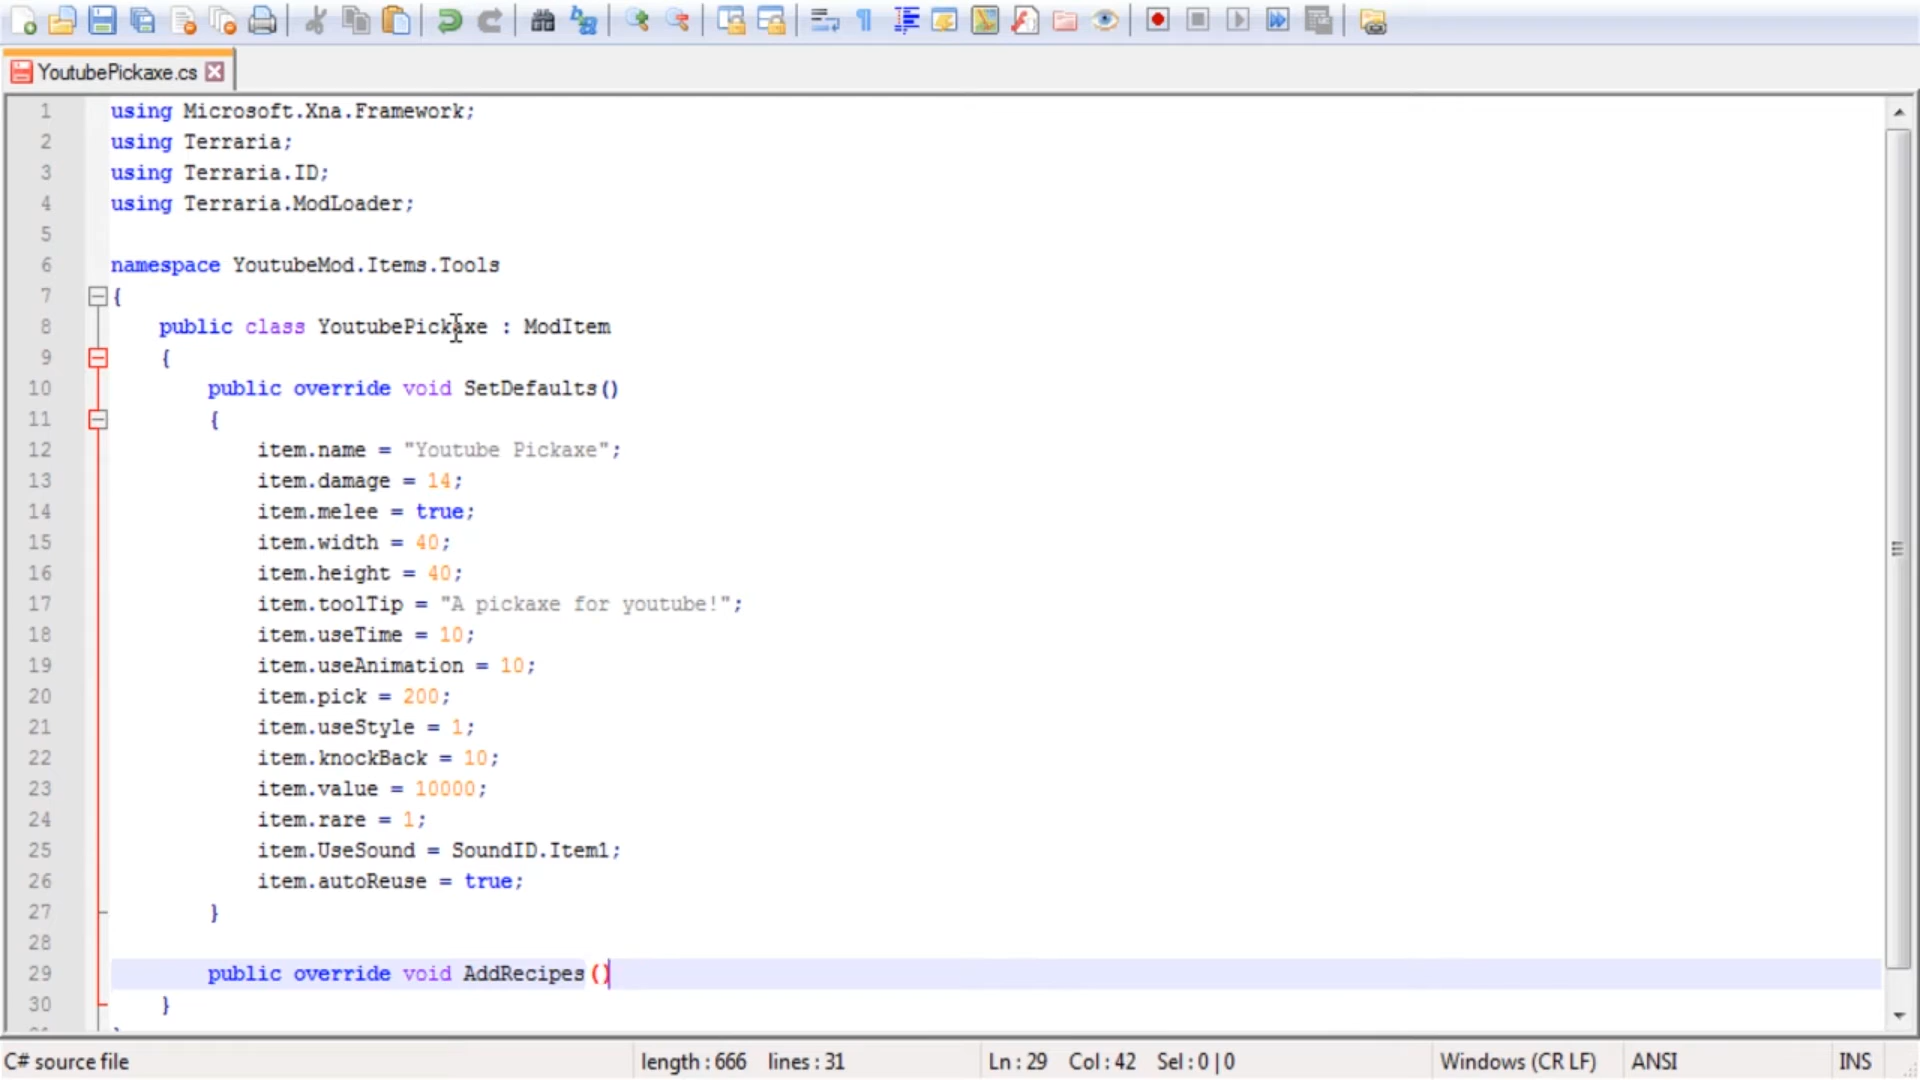 YoutubePickaxe.cs
1 using Microsoft.Xna.Framework;
2 using Terraria;
3 using Terraria.ID;
4 using Terraria.ModLoader;
5
6 namespace YoutubeMod.Items.Tools
7 {
8 public class YoutubePickaxe : ModItem
9 {
10 public override void SetDefaults()
11 {
12 item.name = "Youtube Pickaxe";
13 item.damage = 14;
14 item.melee = true;
15 item.width = 40;
16 item.height = 40;
17 item.toolTip = "A pickaxe for youtube!";
18 item.useTime = 10;
19 item.useAnimation = 10;
20 item.pick = 200;
21 item.useStyle = 1;
22 item.knockBack = 10;
23 item.value = 10000;
24 item.rare = 1;
25 item.UseSound = SoundID.Item1;
26 item.autoReuse = true;
27 }
28
29 public override void AddRecipes()
30 }
C# source file length : 666 lines : 31 Ln : 29 Col : 42 Sel : 0 | 0 Windows (CR LF) ANSI INS